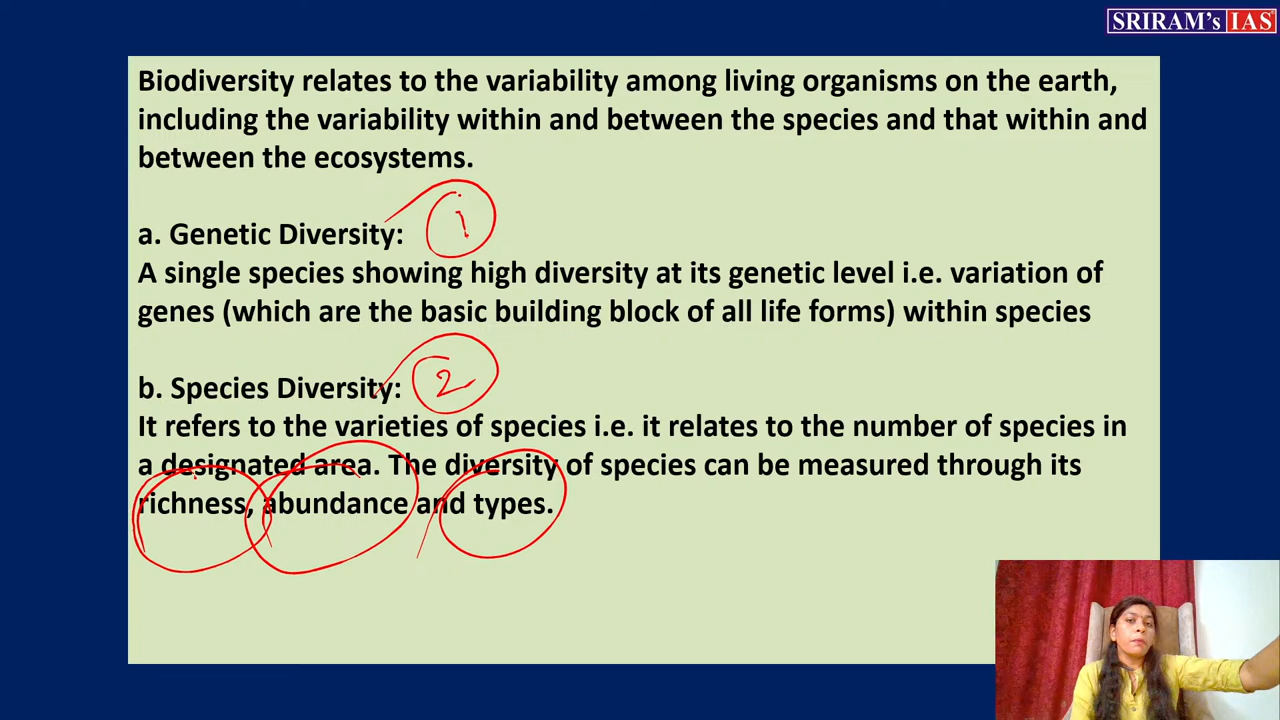 SRIRAM's IAS
Biodiversity relates to the variability among living organisms on the earth,
including the variability within and between the species and that within and
between the ecosystems.
a. Genetic Diversity: 1
A single species showing high diversity at its genetic level i.e. variation of
genes (which are the basic building block of all life forms) within species
b. Species Diversity: 2
It refers to the varieties of species i.e. it relates to the number of species in
a designated area. The diversity of species can be measured through its
richness, abundance and types.